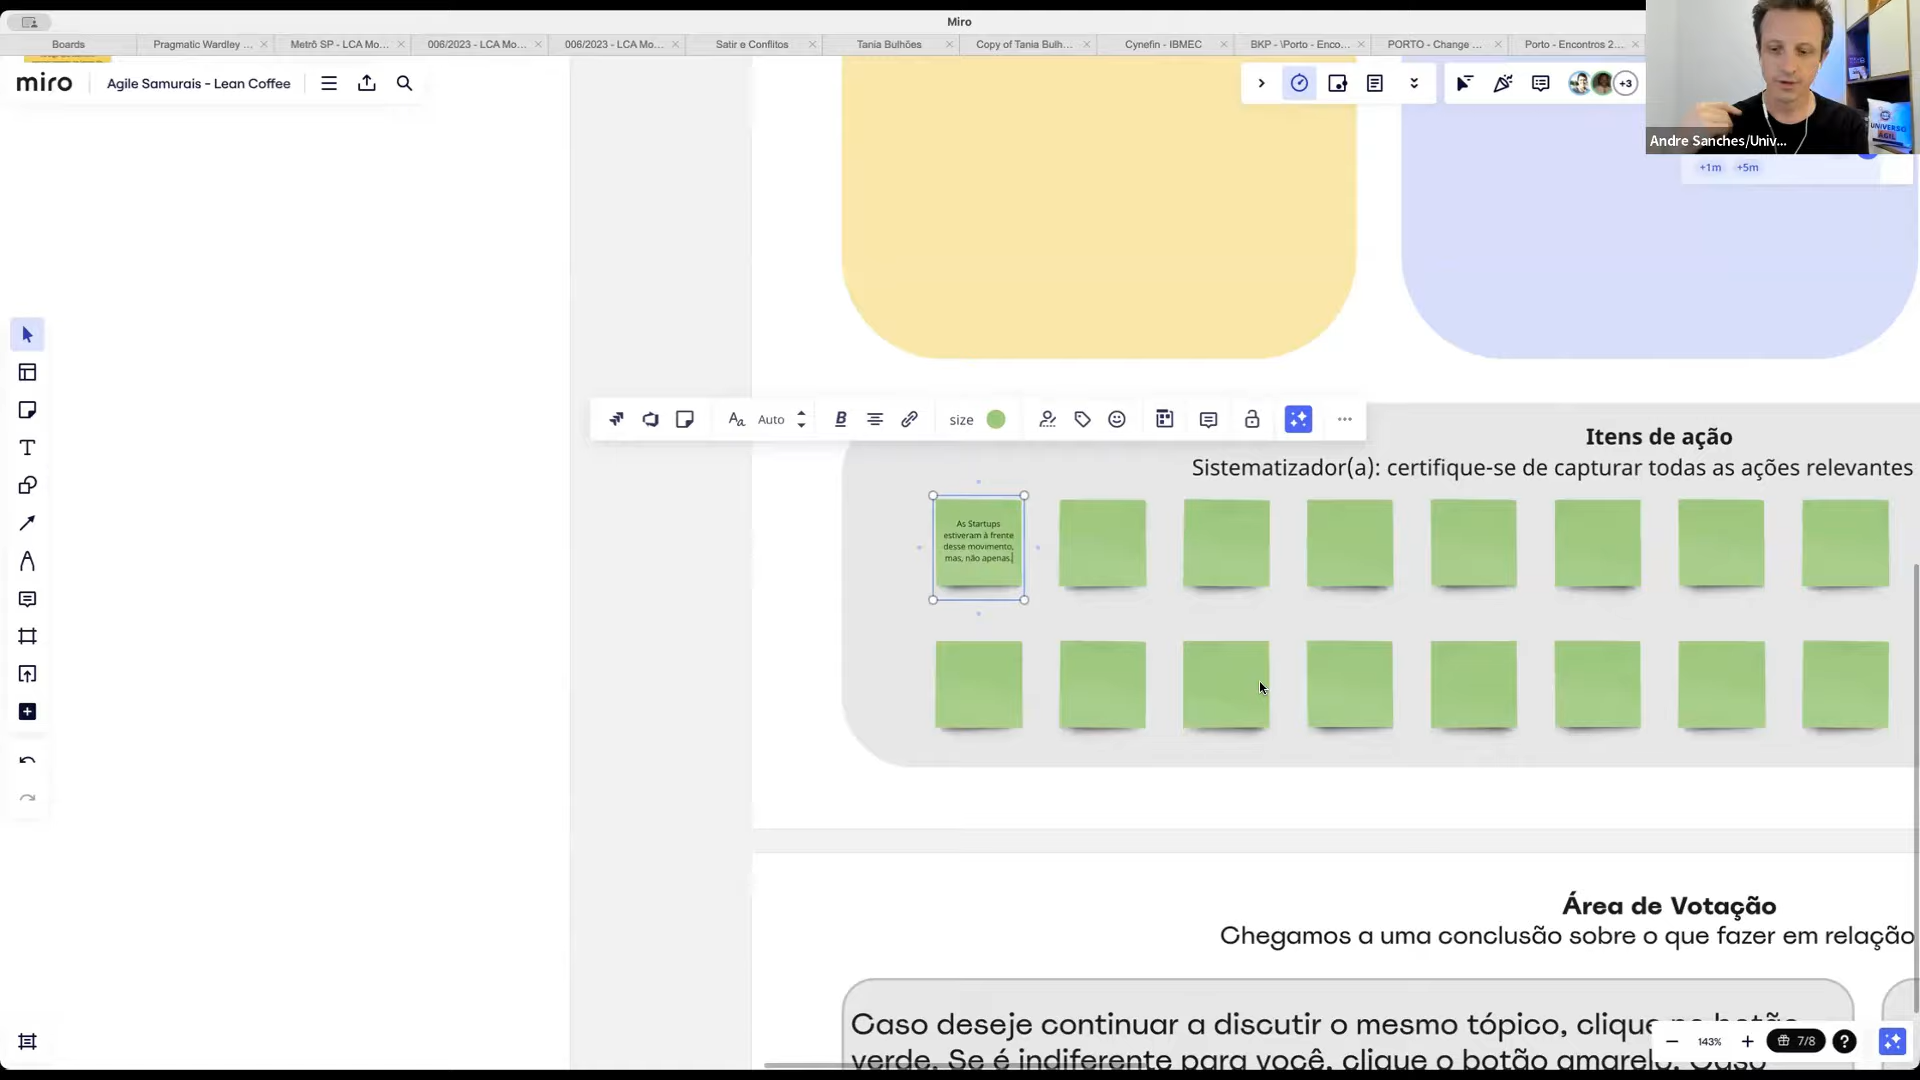 Miro
Boards
Pragmatic Wardley ...
Metrô SP - LCA Mo...
006/2023 - LCA Mo...
006/2023 - LCA Mo...
Satir e Conflitos
Tania Bulhões
Copy of Tania Bulh...
Cynefin - IBMEC
BKP - \Porto - Enco...
PORTO - Change ...
Porto - Encontros 2...
miro
Agile Samurais - Lean Coffee
+3
UNIVERSO
ÁGIL
Andre Sanches/Univ...
+1m
+5m
Auto
B
size
Itens de ação
Sistematizador(a): certifique-se de capturar todas as ações relevantes
As Startups
estiveram à frente
desse movimento,
mas, não apenas.
Área de Votação
Chegamos a uma conclusão sobre o que fazer em relação
Caso deseje continuar a discutir o mesmo tópico, clique no botão
verde. Se é indiferente para você, clique o botão amarelo. Caso
143%
7/8